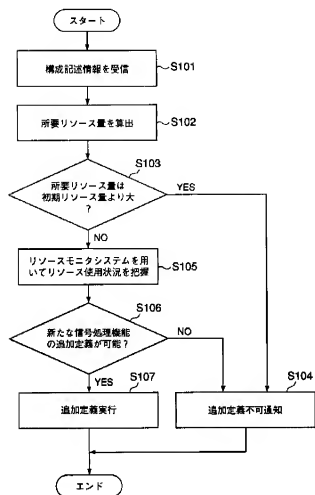 スタート
構成記述情報を受信
S101
所要リソース量を算出
S102
S103
所要リソース量は
初期リソース量より大
?
YES
NO
リソースモニタシステムを用
いてリソース使用状況を把握
S105
S106
新たな信号処理機能
の追加定義が可能?
NO
YES
S107
追加定義実行
S104
追加定義不可通知
エンド